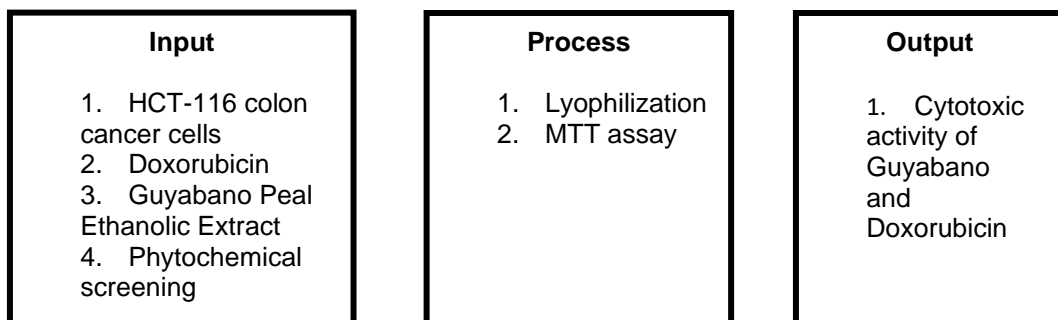 Input
1. HCT-116 colon
cancer cells
2. Doxorubicin
3. Guyabano Peal
Ethanolic Extract
4. Phytochemical
screening
Process
1. Lyophilization
2. MTT assay
Output
1. Cytotoxic
activity of
Guyabano
and
Doxorubicin